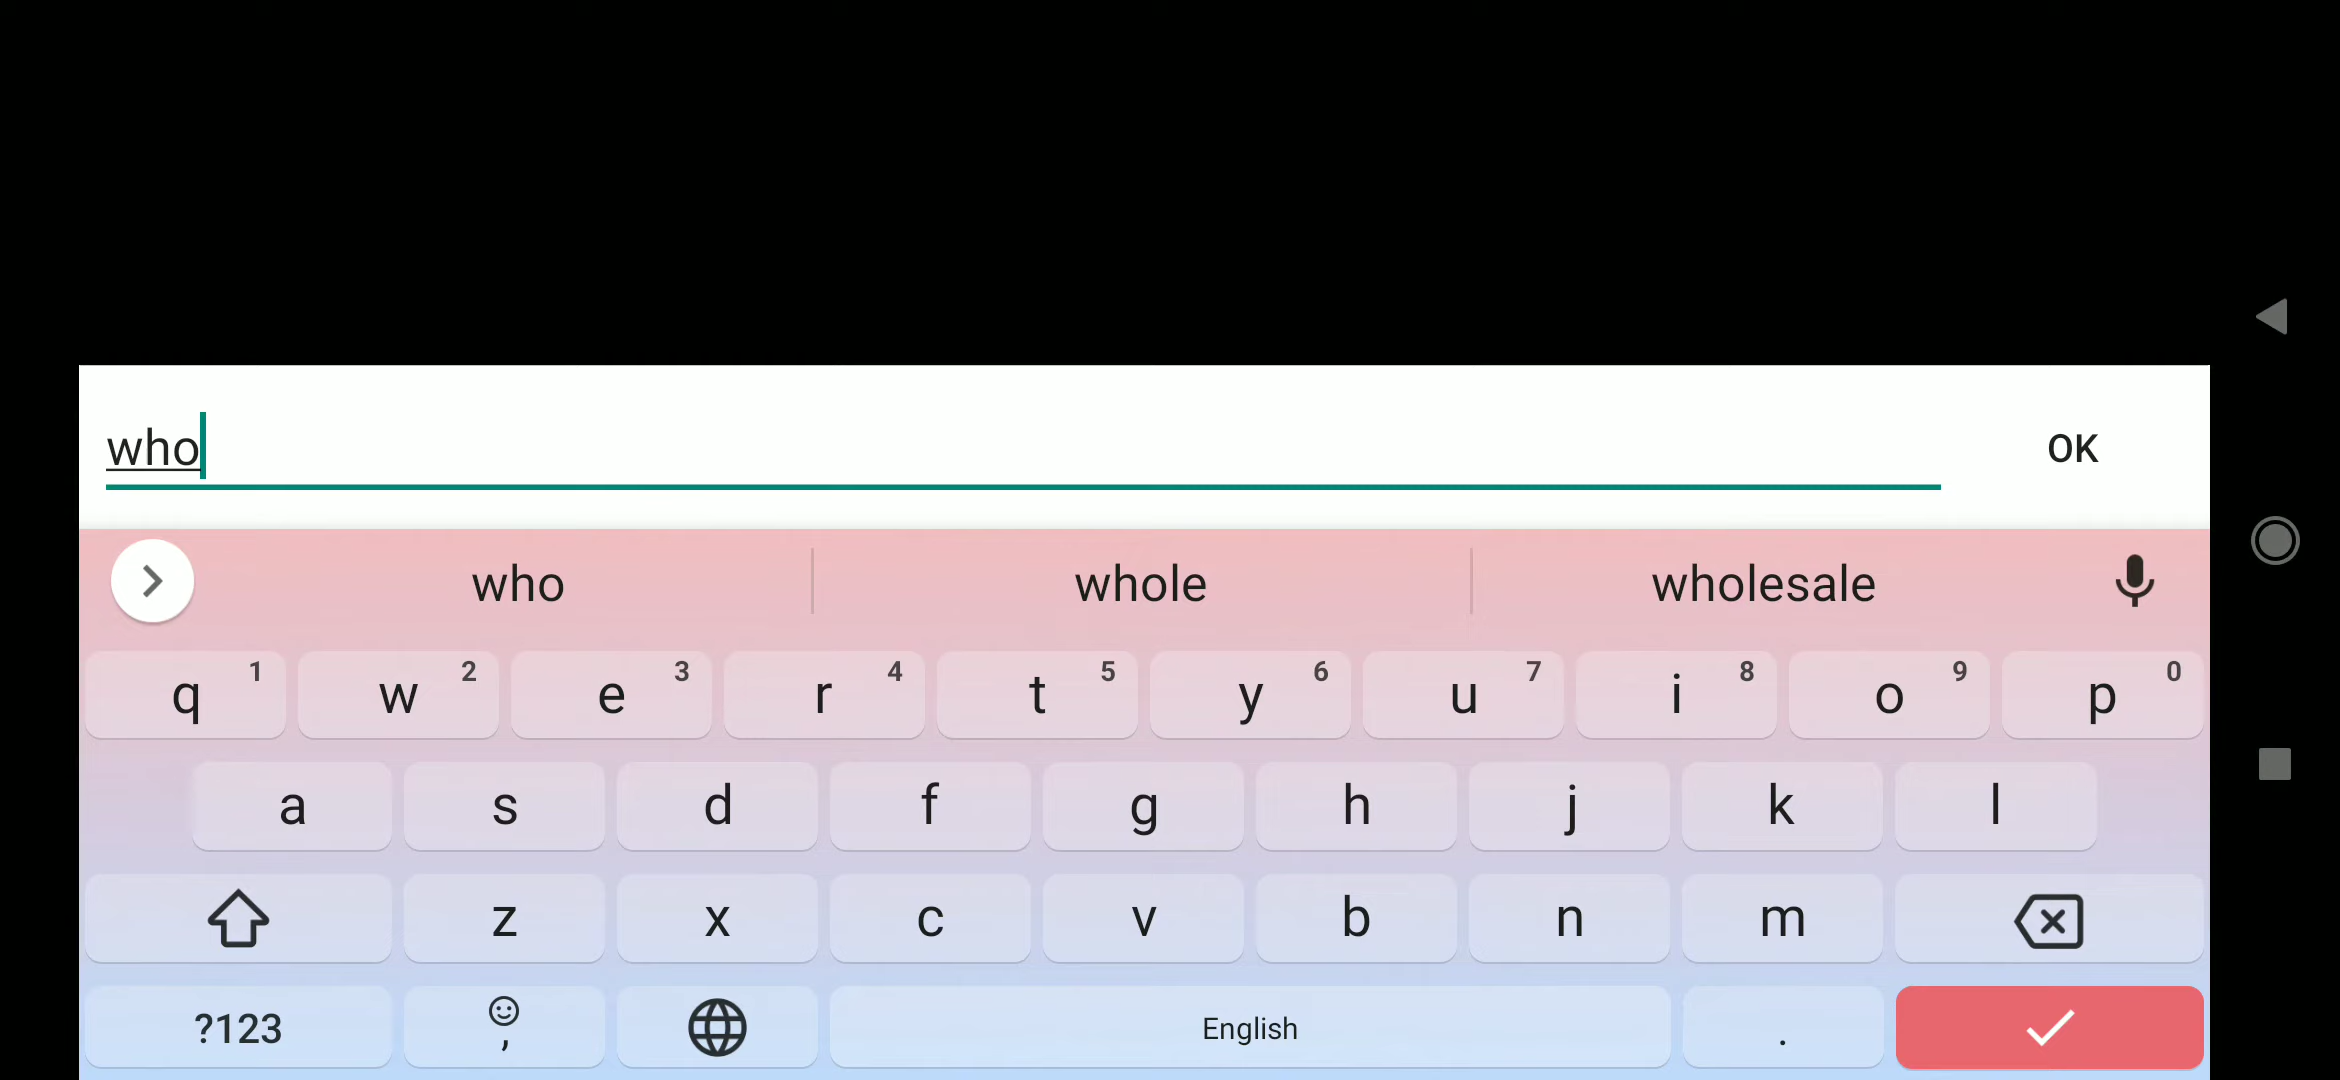 who
OK
who whole wholesale
q 1 w 2 e 3 r 4 t 5 y 6 u 7 i 8 o 9 p 0
a s d f g h j k l
z x c v b n m
?123 , English .